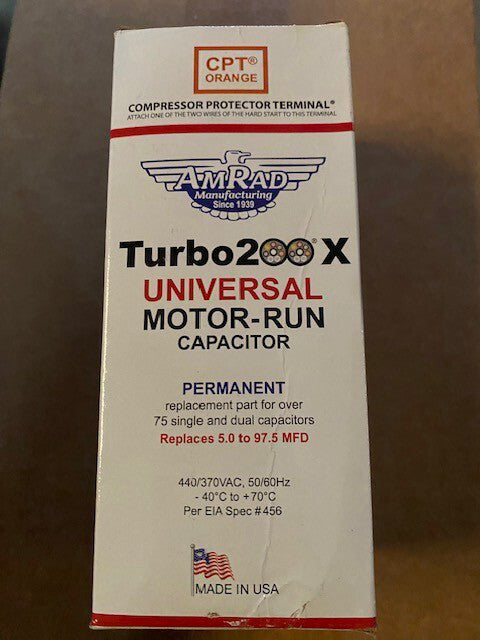 CPT®
ORANGE
COMPRESSOR PROTECTOR TERMINAL®
ATTACH ONE OF THE TWO WIRES OF THE HARD START TO THIS TERMINAL
AMRAD
Manufacturing
Since 1939
Turbo200® X
UNIVERSAL
MOTOR-RUN
CAPACITOR
PERMANENT
replacement part for over
75 single and dual capacitors
Replaces 5.0 to 97.5 MFD
440/370VAC, 50/60Hz
- 40°C to +70°C
Per EIA Spec #456
MADE IN USA